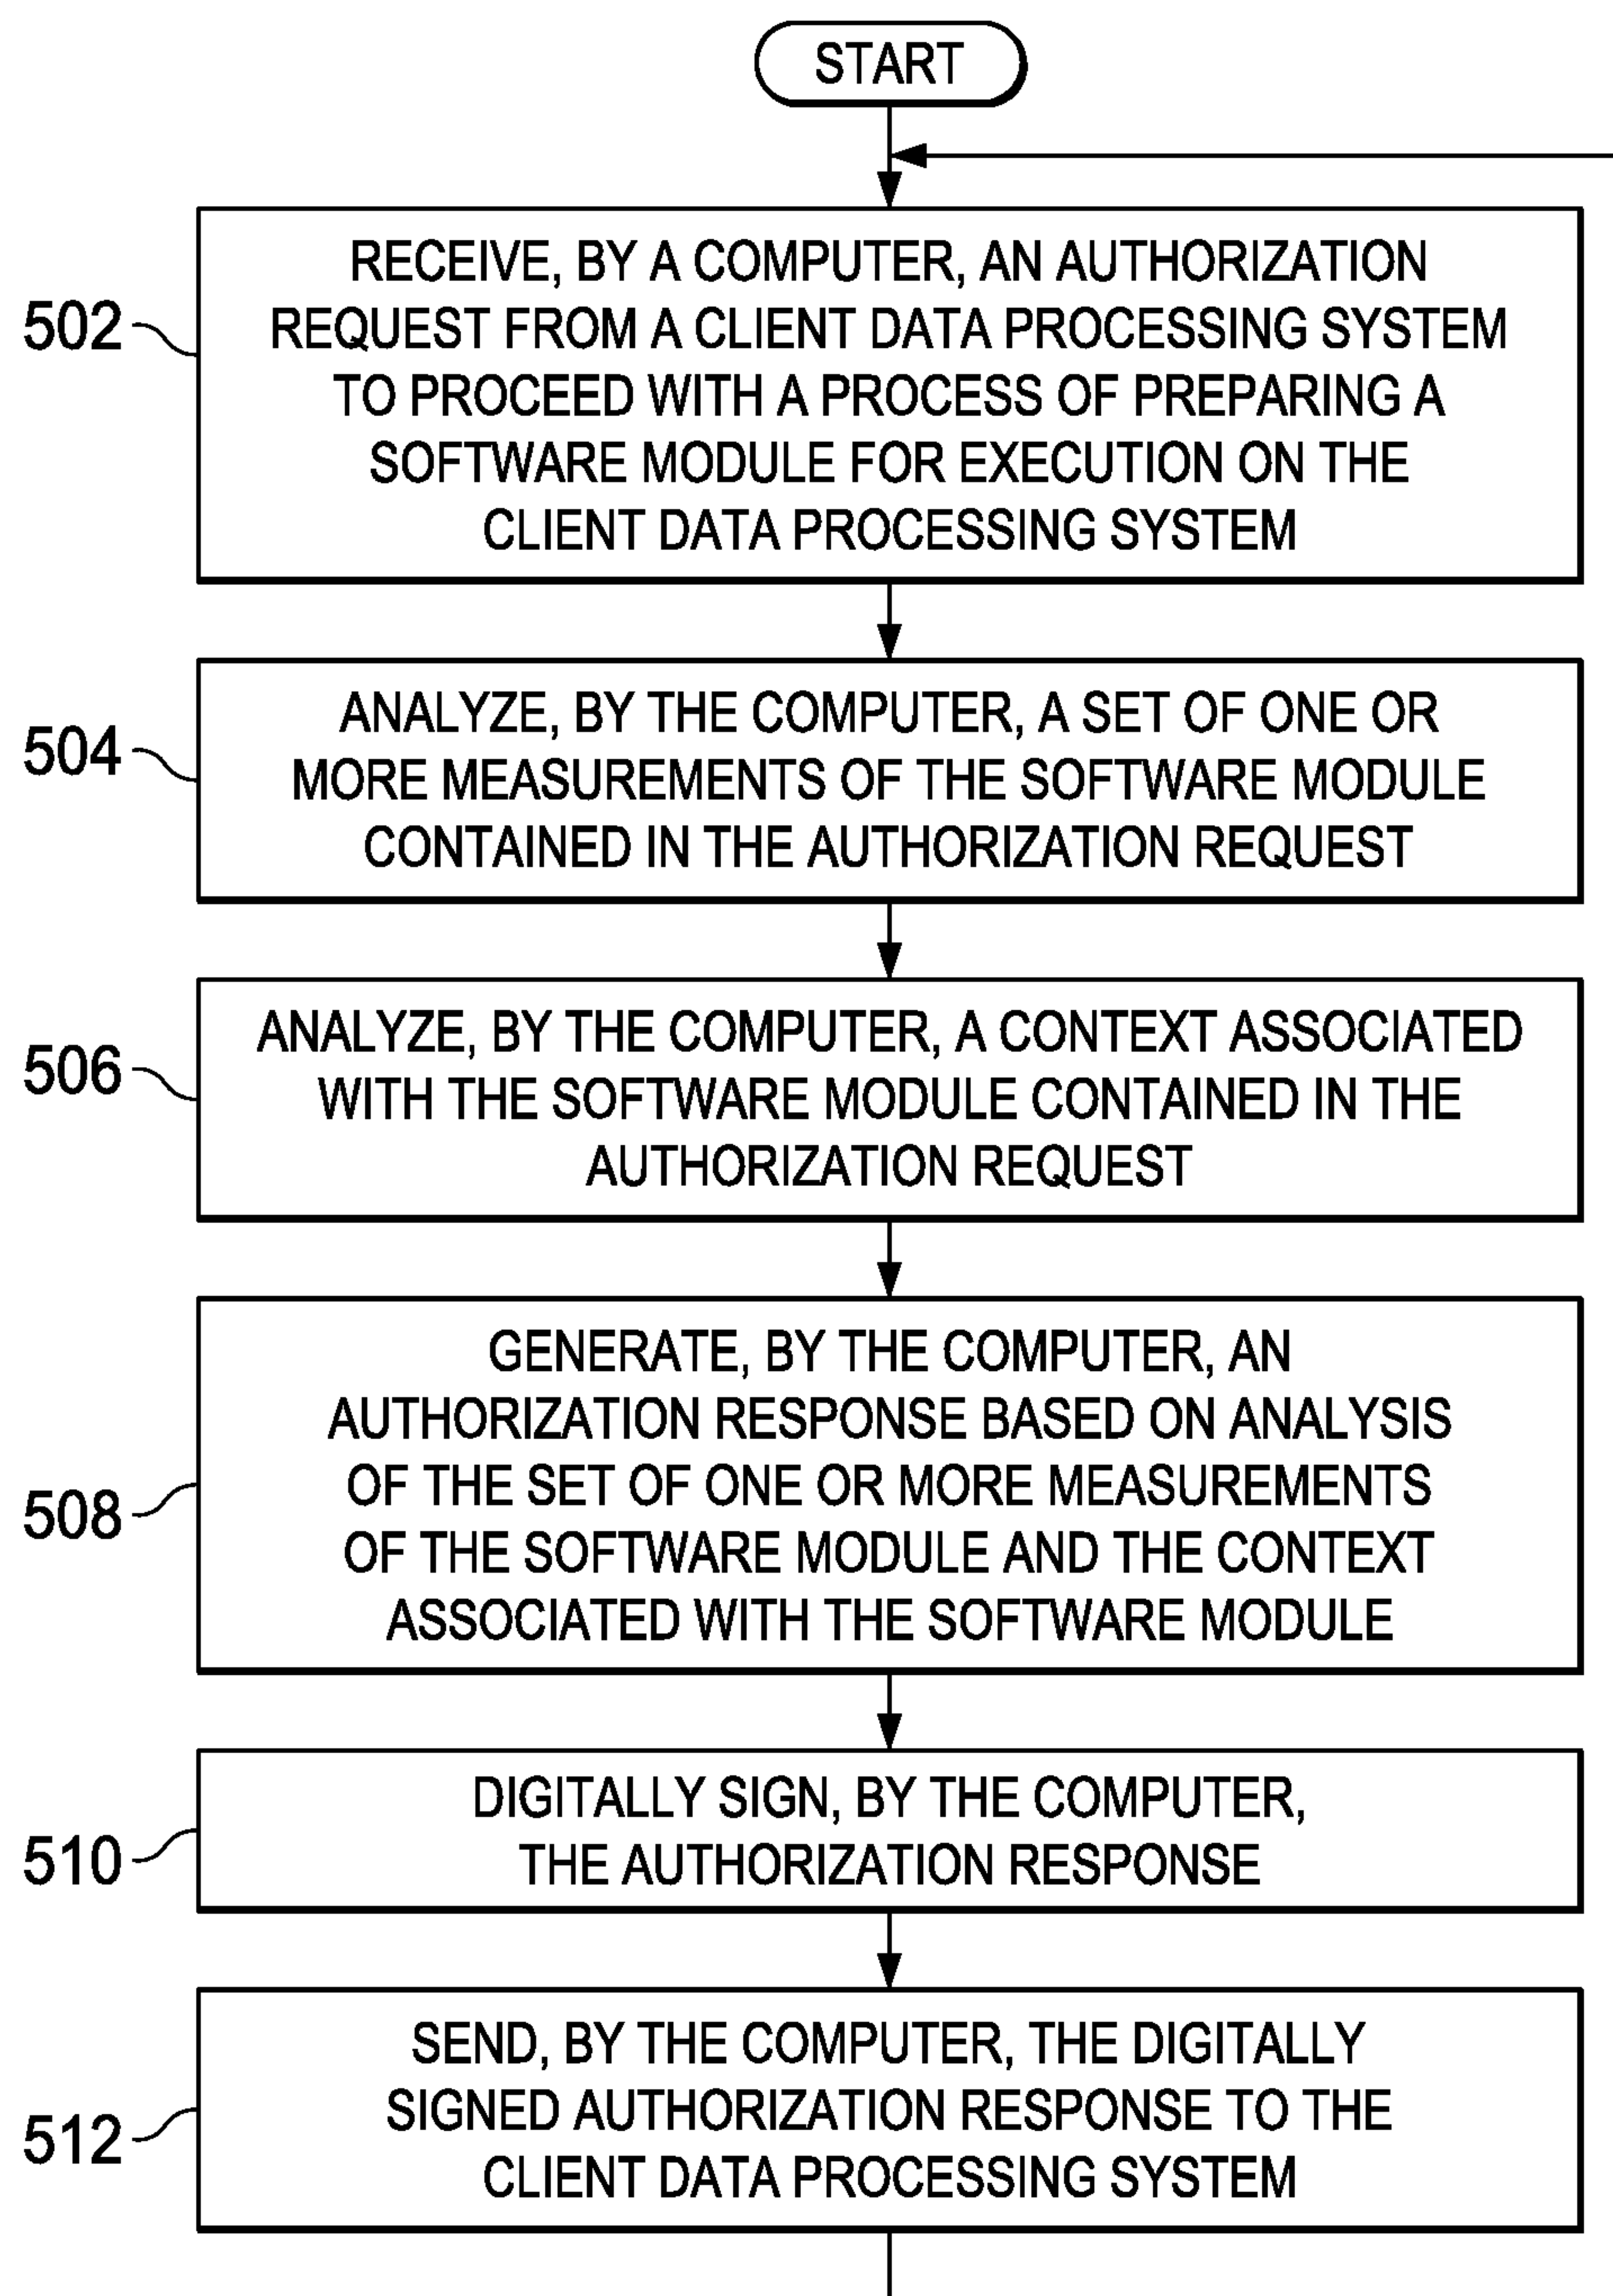 START
502
RECEIVE, BY A COMPUTER, AN AUTHORIZATION
REQUEST FROM A CLIENT DATA PROCESSING SYSTEM
TO PROCEED WITH A PROCESS OF PREPARING A
SOFTWARE MODULE FOR EXECUTION ON THE
CLIENT DATA PROCESSING SYSTEM
504
ANALYZE, BY THE COMPUTER, A SET OF ONE OR
MORE MEASUREMENTS OF THE SOFTWARE MODULE
CONTAINED IN THE AUTHORIZATION REQUEST
506
ANALYZE, BY THE COMPUTER, A CONTEXT ASSOCIATED
WITH THE SOFTWARE MODULE CONTAINED IN THE
AUTHORIZATION REQUEST
508
GENERATE, BY THE COMPUTER, AN
AUTHORIZATION RESPONSE BASED ON ANALYSIS
OF THE SET OF ONE OR MORE MEASUREMENTS
OF THE SOFTWARE MODULE AND THE CONTEXT
ASSOCIATED WITH THE SOFTWARE MODULE
510
DIGITALLY SIGN, BY THE COMPUTER,
THE AUTHORIZATION RESPONSE
512
SEND, BY THE COMPUTER, THE DIGITALLY
SIGNED AUTHORIZATION RESPONSE TO THE
CLIENT DATA PROCESSING SYSTEM